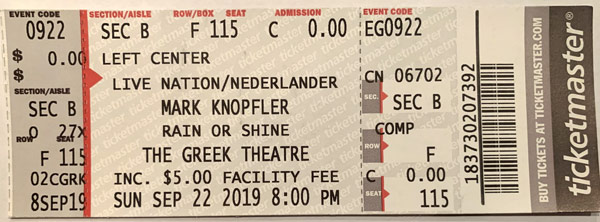 EVENT CODE
0922
$ 0.00
$
SECTION/AISLE
SEC B
O 27X
ROW SEAT
F 115
02CGRK
8SEP19
SECTION/AISLE ROW/BOX SEAT ADMISSION
SEC B F 115 C 0.00
LEFT CENTER
LIVE NATION/NEDERLANDER
MARK KNOPFLER
RAIN OR SHINE
THE GREEK THEATRE
INC. $5.00 FACILITY FEE
SUN SEP 22 2019 8:00 PM
EVENT CODE
EG0922
CN 06702
SEC. SEC B
COMP
ROW F
C 0.00
SEAT 115
183730207392
BUY TICKETS AT TICKETMASTER.COM
ticketmaster®